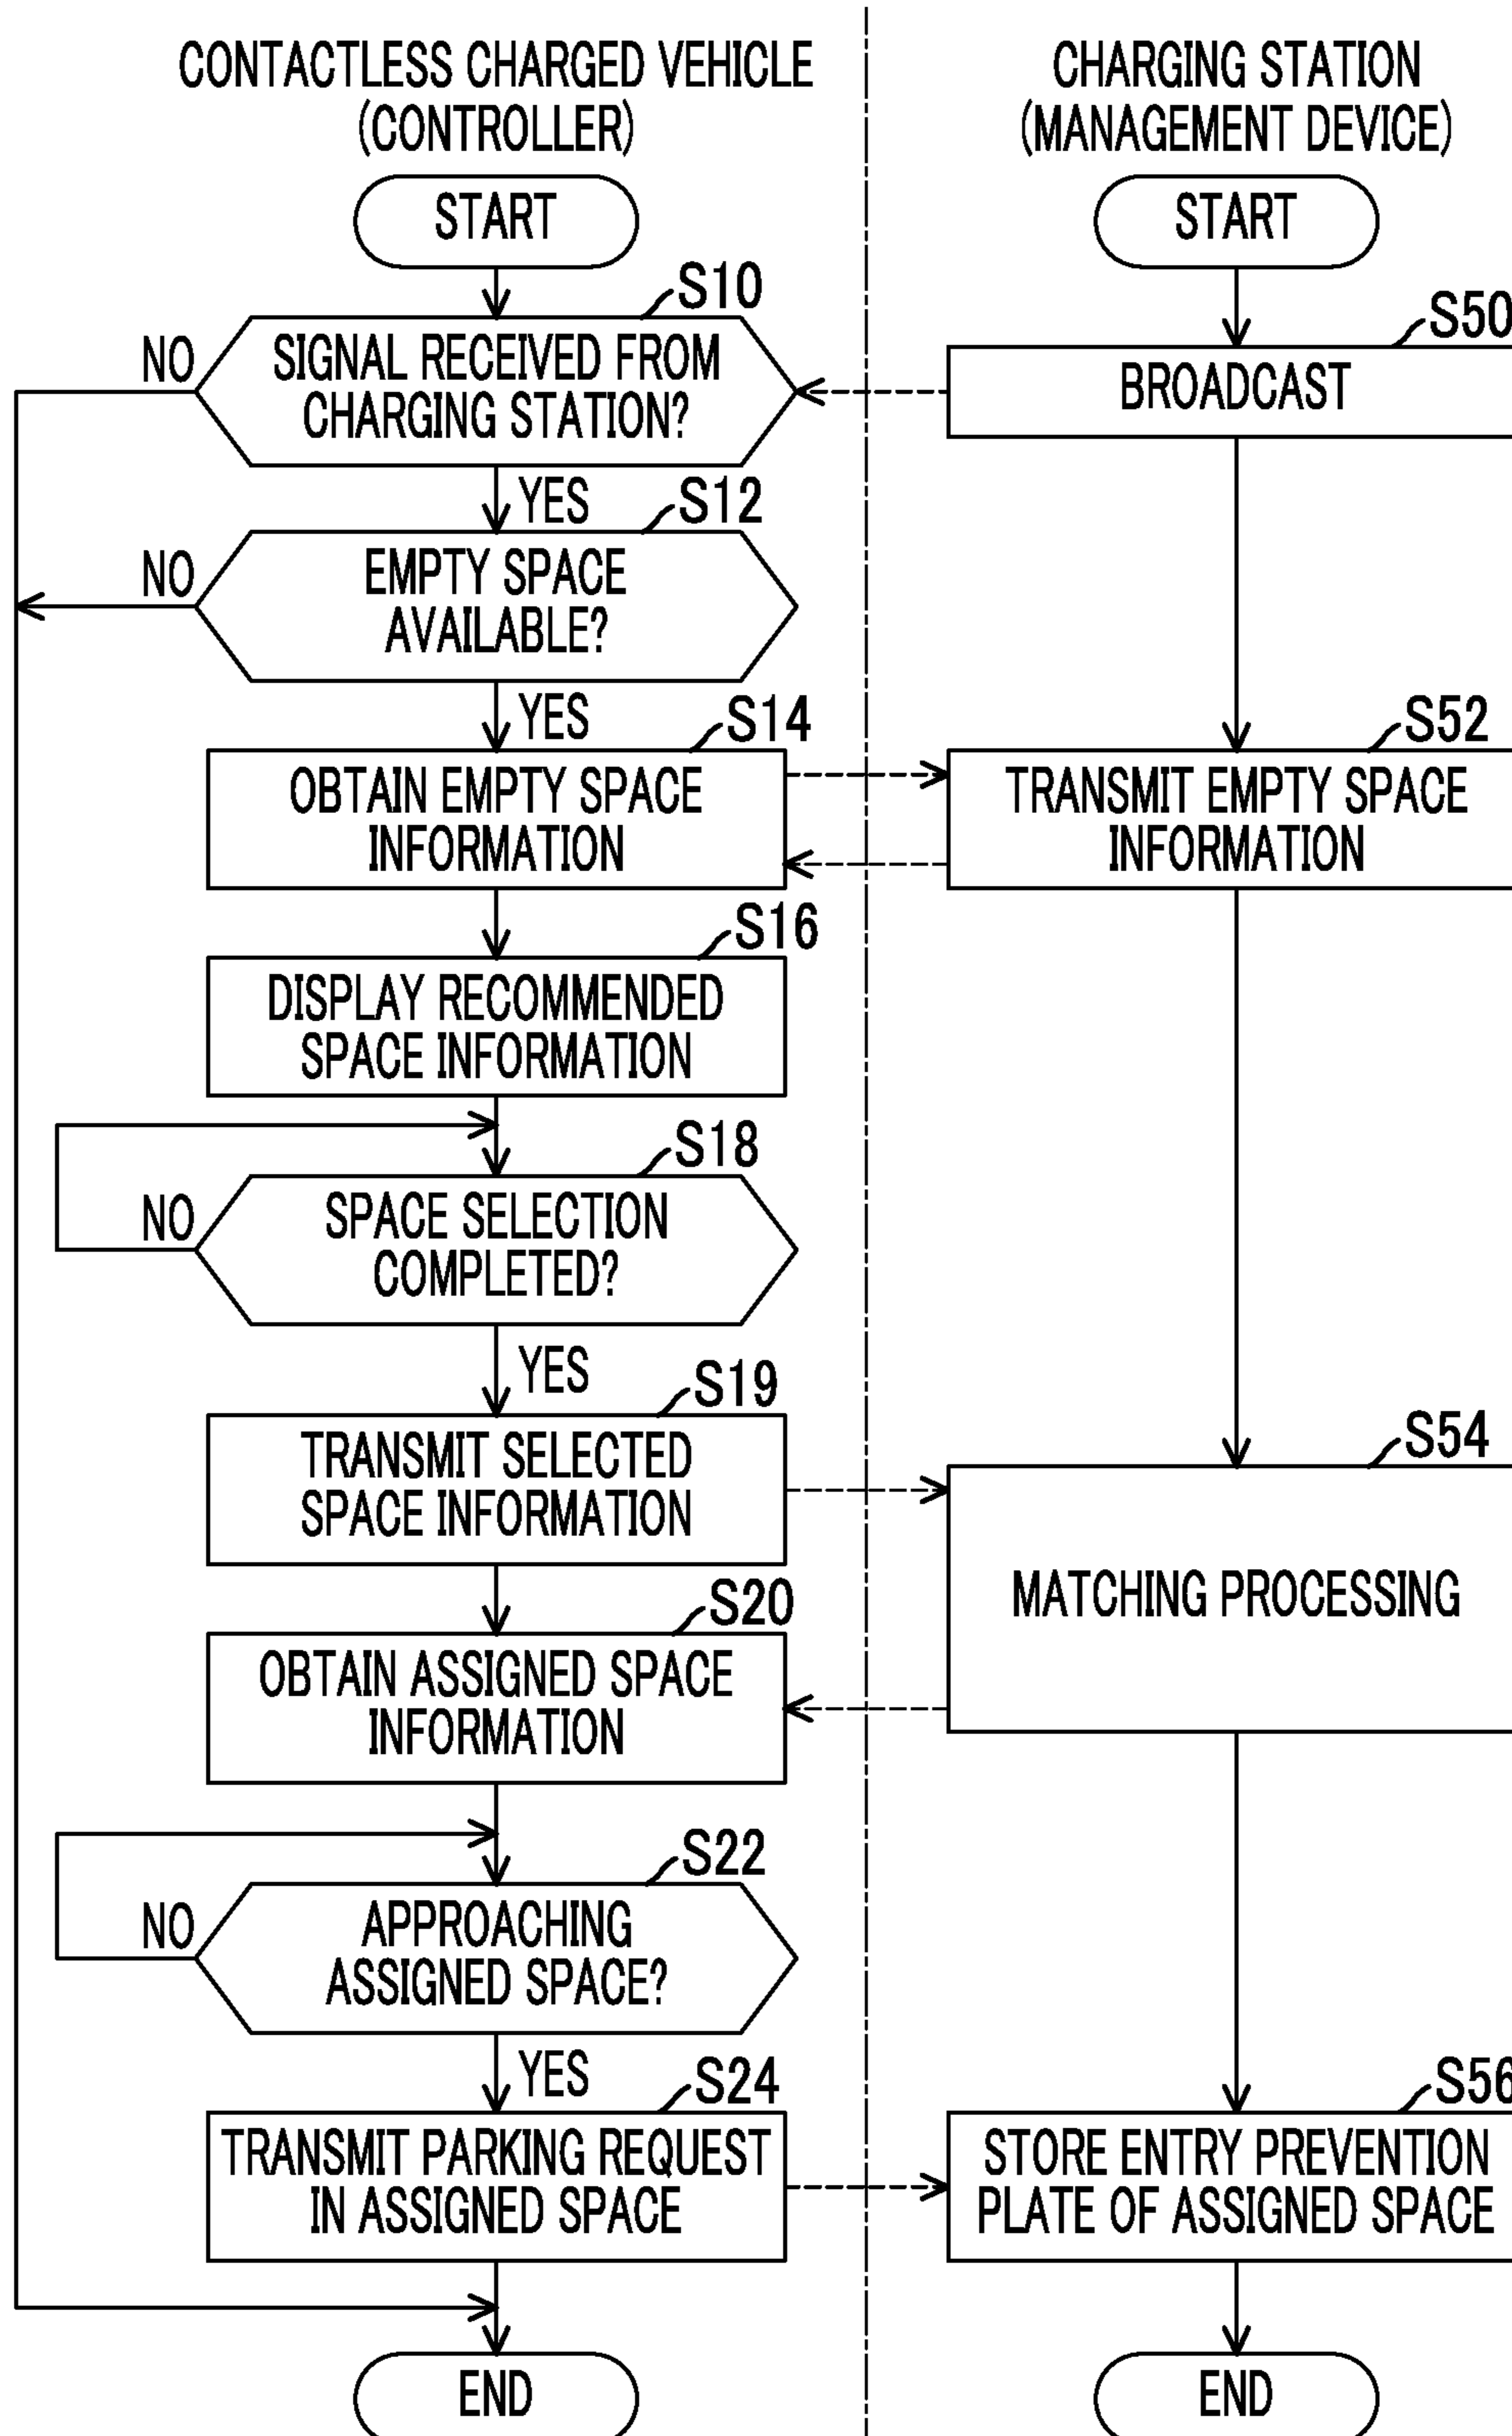 CONTACTLESS CHARGED VEHICLE
(CONTROLLER)
START
S10
SIGNAL RECEIVED FROM
CHARGING STATION?
NO
YES
S12
EMPTY SPACE
AVAILABLE?
NO
YES
S14
OBTAIN EMPTY SPACE
INFORMATION
S16
DISPLAY RECOMMENDED
SPACE INFORMATION
S18
SPACE SELECTION
COMPLETED?
NO
YES
S19
TRANSMIT SELECTED
SPACE INFORMATION
S20
OBTAIN ASSIGNED SPACE
INFORMATION
S22
APPROACHING
ASSIGNED SPACE?
NO
YES
S24
TRANSMIT PARKING REQUEST
IN ASSIGNED SPACE
END
CHARGING STATION
(MANAGEMENT DEVICE)
START
S50
BROADCAST
S52
TRANSMIT EMPTY SPACE
INFORMATION
S54
MATCHING PROCESSING
S56
STORE ENTRY PREVENTION
PLATE OF ASSIGNED SPACE
END